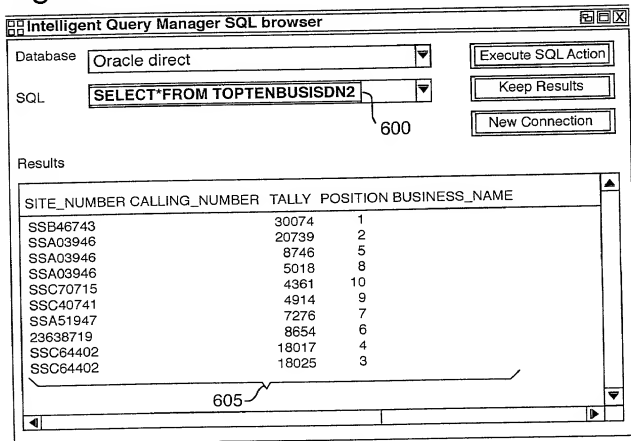 Intelligent Query Manager SQL browser
Database Oracle direct Execute SQL Action
SQL SELECT*FROM TOPTENBUSISDN2 Keep Results
600 New Connection
Results
SITE_NUMBER CALLING_NUMBER TALLY POSITION BUSINESS_NAME
SSB46743 30074 1
SSA03946 20739 2
SSA03946 8746 5
SSA03946 5018 8
SSC70715 4361 10
SSC40741 4914 9
SSA51947 7276 7
23638719 8654 6
SSC64402 18017 4
SSC64402 18025 3
605